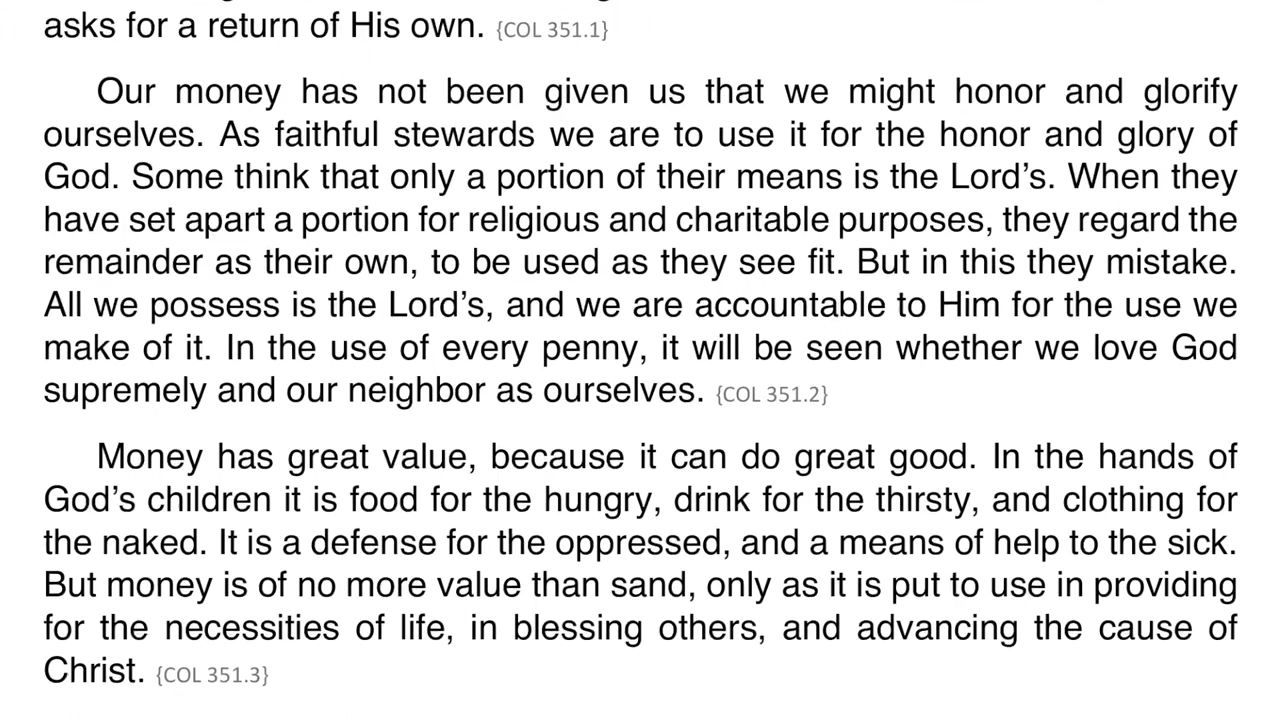 asks for a return of His own. {COL 351.1}
Our money has not been given us that we might honor and glorify
ourselves. As faithful stewards we are to use it for the honor and glory of
God. Some think that only a portion of their means is the Lord’s. When they
have set apart a portion for religious and charitable purposes, they regard the
remainder as their own, to be used as they see fit. But in this they mistake.
All we possess is the Lord’s, and we are accountable to Him for the use we
make of it. In the use of every penny, it will be seen whether we love God
supremely and our neighbor as ourselves. {COL 351.2}
Money has great value, because it can do great good. In the hands of
God’s children it is food for the hungry, drink for the thirsty, and clothing for
the naked. It is a defense for the oppressed, and a means of help to the sick.
But money is of no more value than sand, only as it is put to use in providing
for the necessities of life, in blessing others, and advancing the cause of
Christ. {COL 351.3}